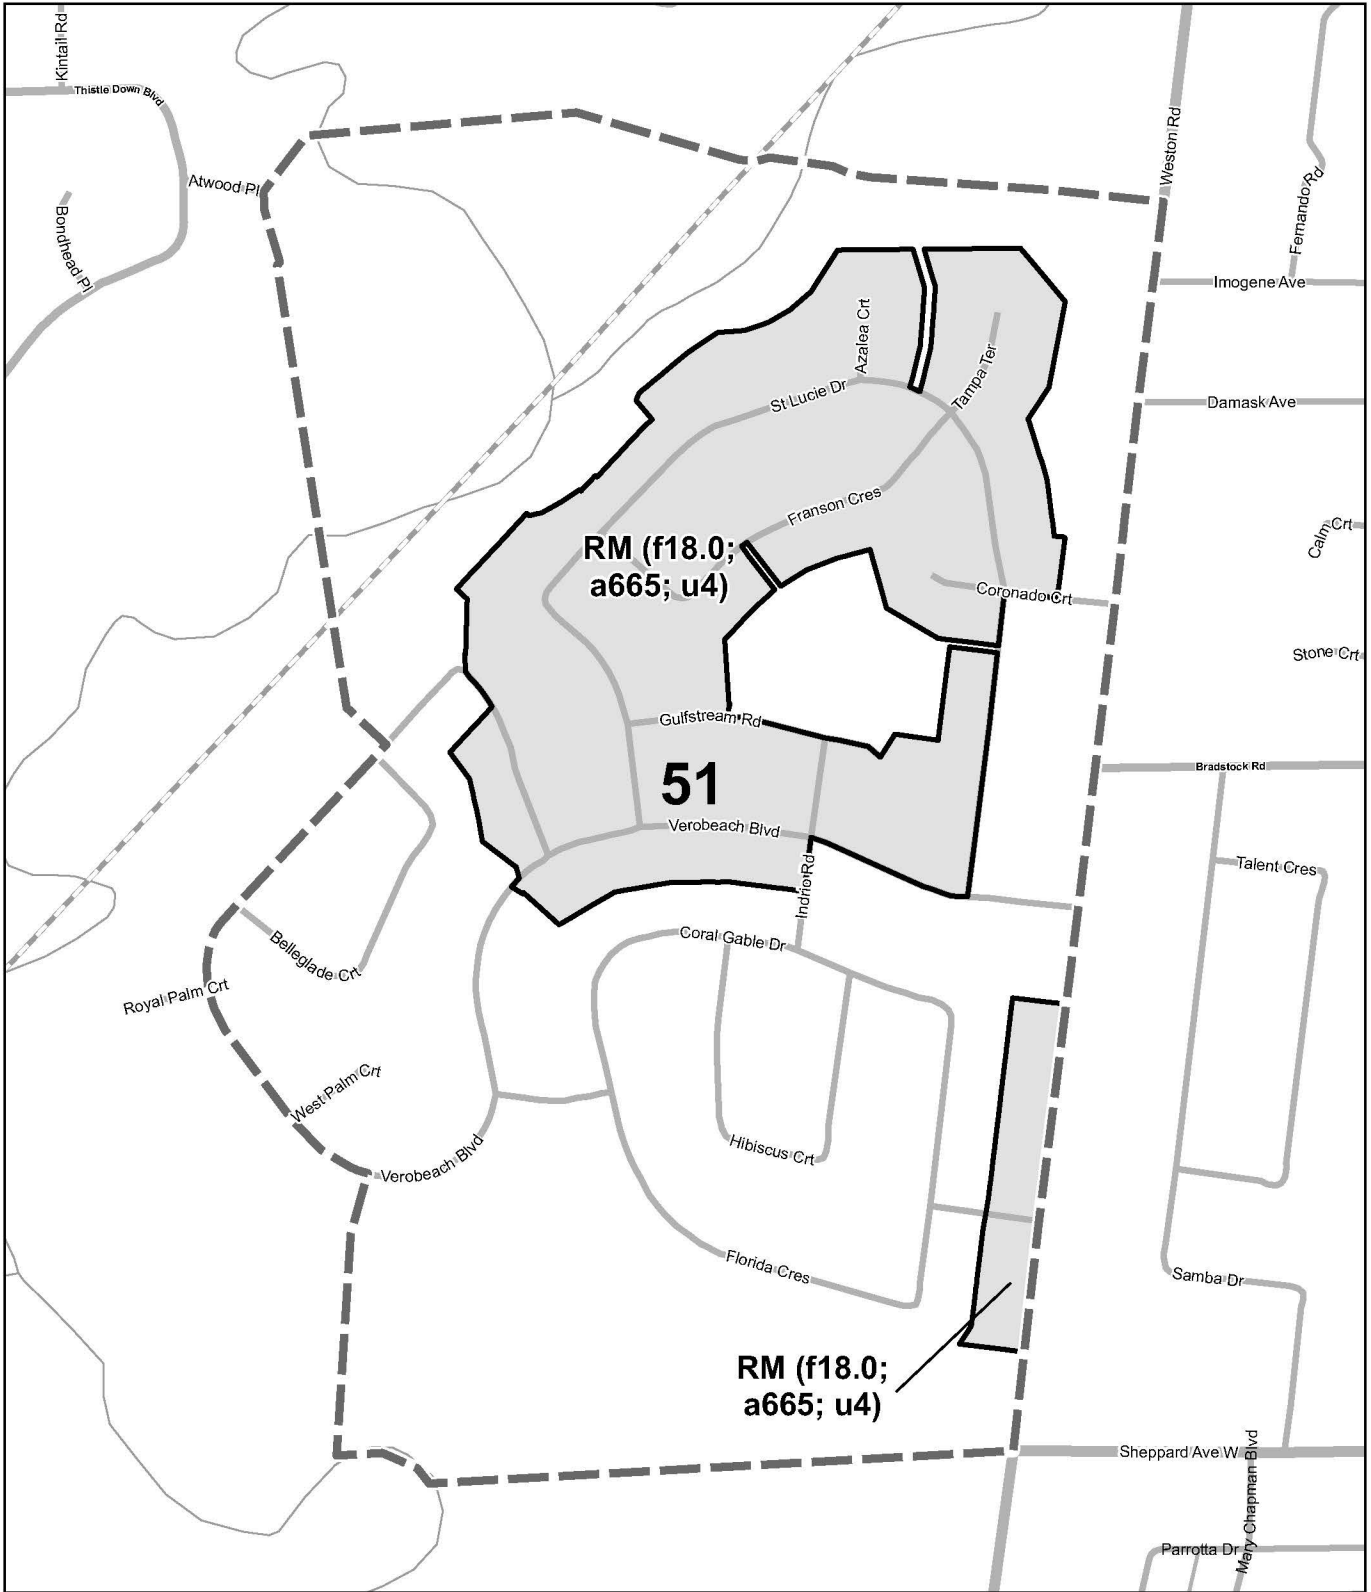 Kintail Rd
Thistle Down Blvd
Weston Rd
Atwood Pl
Fernando Rd
Bondhead Pl
Imogene Ave
Azalea Crt
Tampa Ter
St Lucie Dr
Damask Ave
Franson Cres
Calm Crt
RM (f18.0;
a665; u4)
Coronado Crt
Stone Crt
Gulfstream Rd
51
Bradstock Rd
Verobeach Blvd
Talent Cres
Indrio Rd
Coral Gable Dr
Belleglade Crt
Royal Palm Crt
West Palm Crt
Hibiscus Crt
Verobeach Blvd
Florida Cres
Samba Dr
RM (f18.0;
a665; u4)
Sheppard Ave W
Mary Chapman Blvd
Parrotta Dr